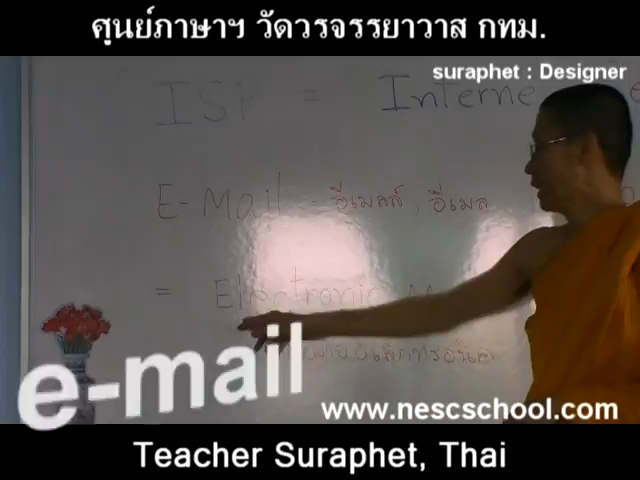 ศูนย์ภาษาฯ วัดวรจรรยาวาส กทม.
suraphet : Designer
ISP = Interne
E-Mail = อีเมลล์, อีเมล
= Electronic M
e-mail
www.nescschool.com
Teacher Suraphet, Thai